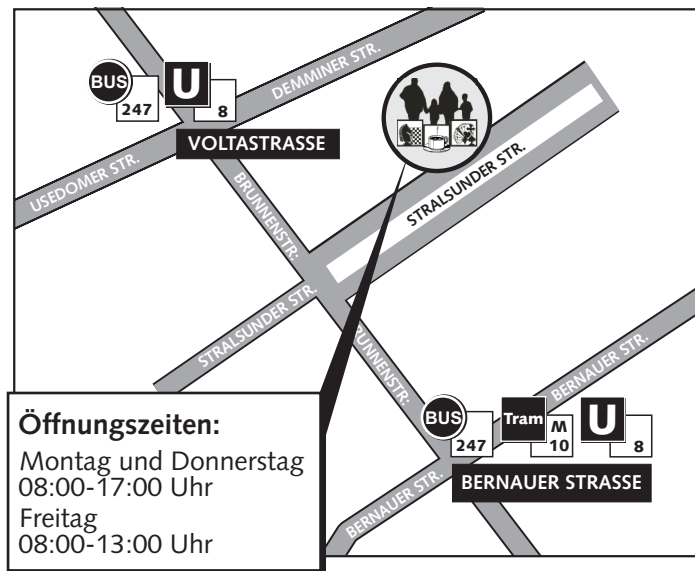 DEMMINER STR.
BUS
247
U
8
VOLTASTRASSE
USEDOMER STR.
BRUNNENSTR.
STRALSUNDER STR.
STRALSUNDER STR.
BRUNNENSTR.
BERNAUER STR.
BUS
247
Tram
M
10
U
8
BERNAUER STRASSE
BERNAUER STR.
Öffnungszeiten:
Montag und Donnerstag
08:00-17:00 Uhr
Freitag
08:00-13:00 Uhr